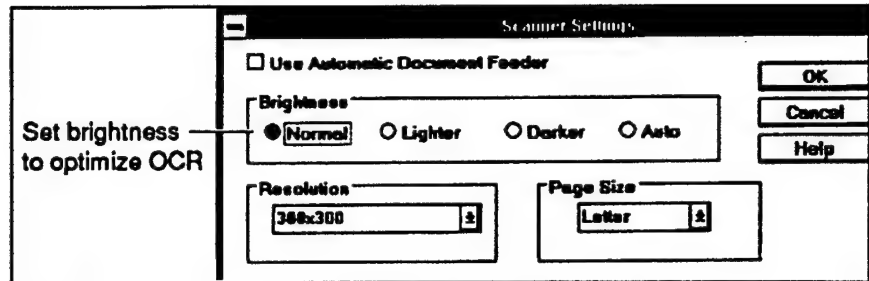 Scanner Settings
Use Automatic Document Feeder
OK
Brightness
Cancel
Set brightness
to optimize OCR
Normal
Lighter
Darker
Auto
Help
Resolution
Page Size
300x300
Letter